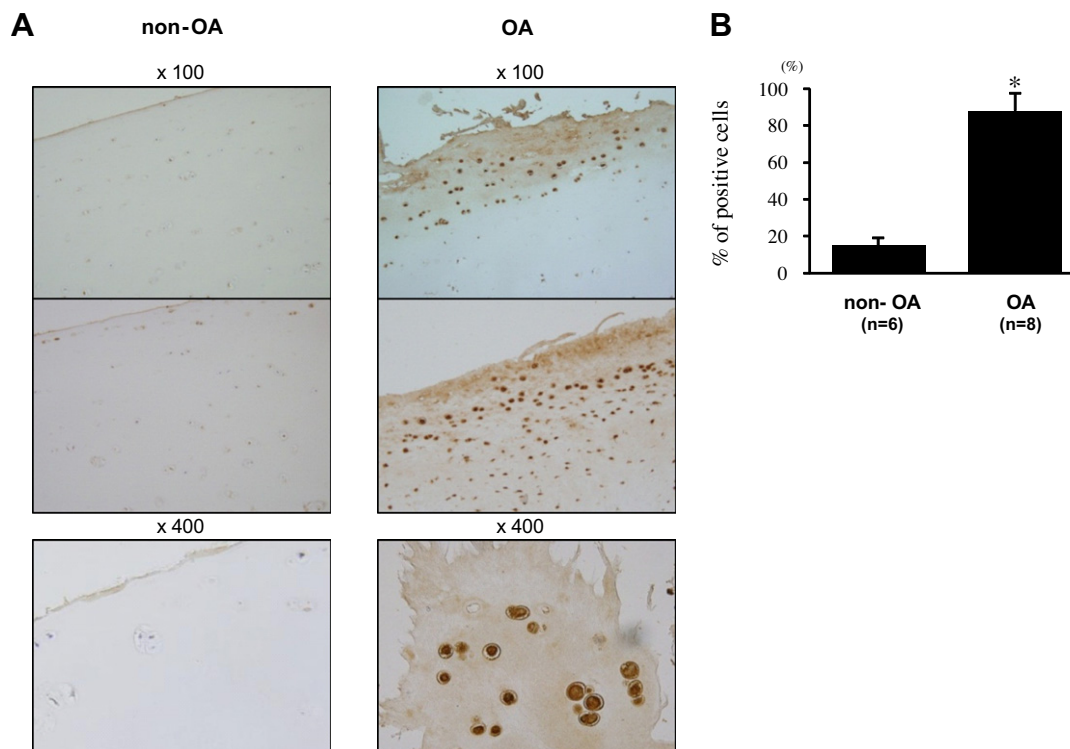 A
non-OA
OA
x 100
x 100
x 400
x 400
B
(%)
% of positive cells
100
80
60
40
20
0
*
non- OA
(n=6)
OA
(n=8)